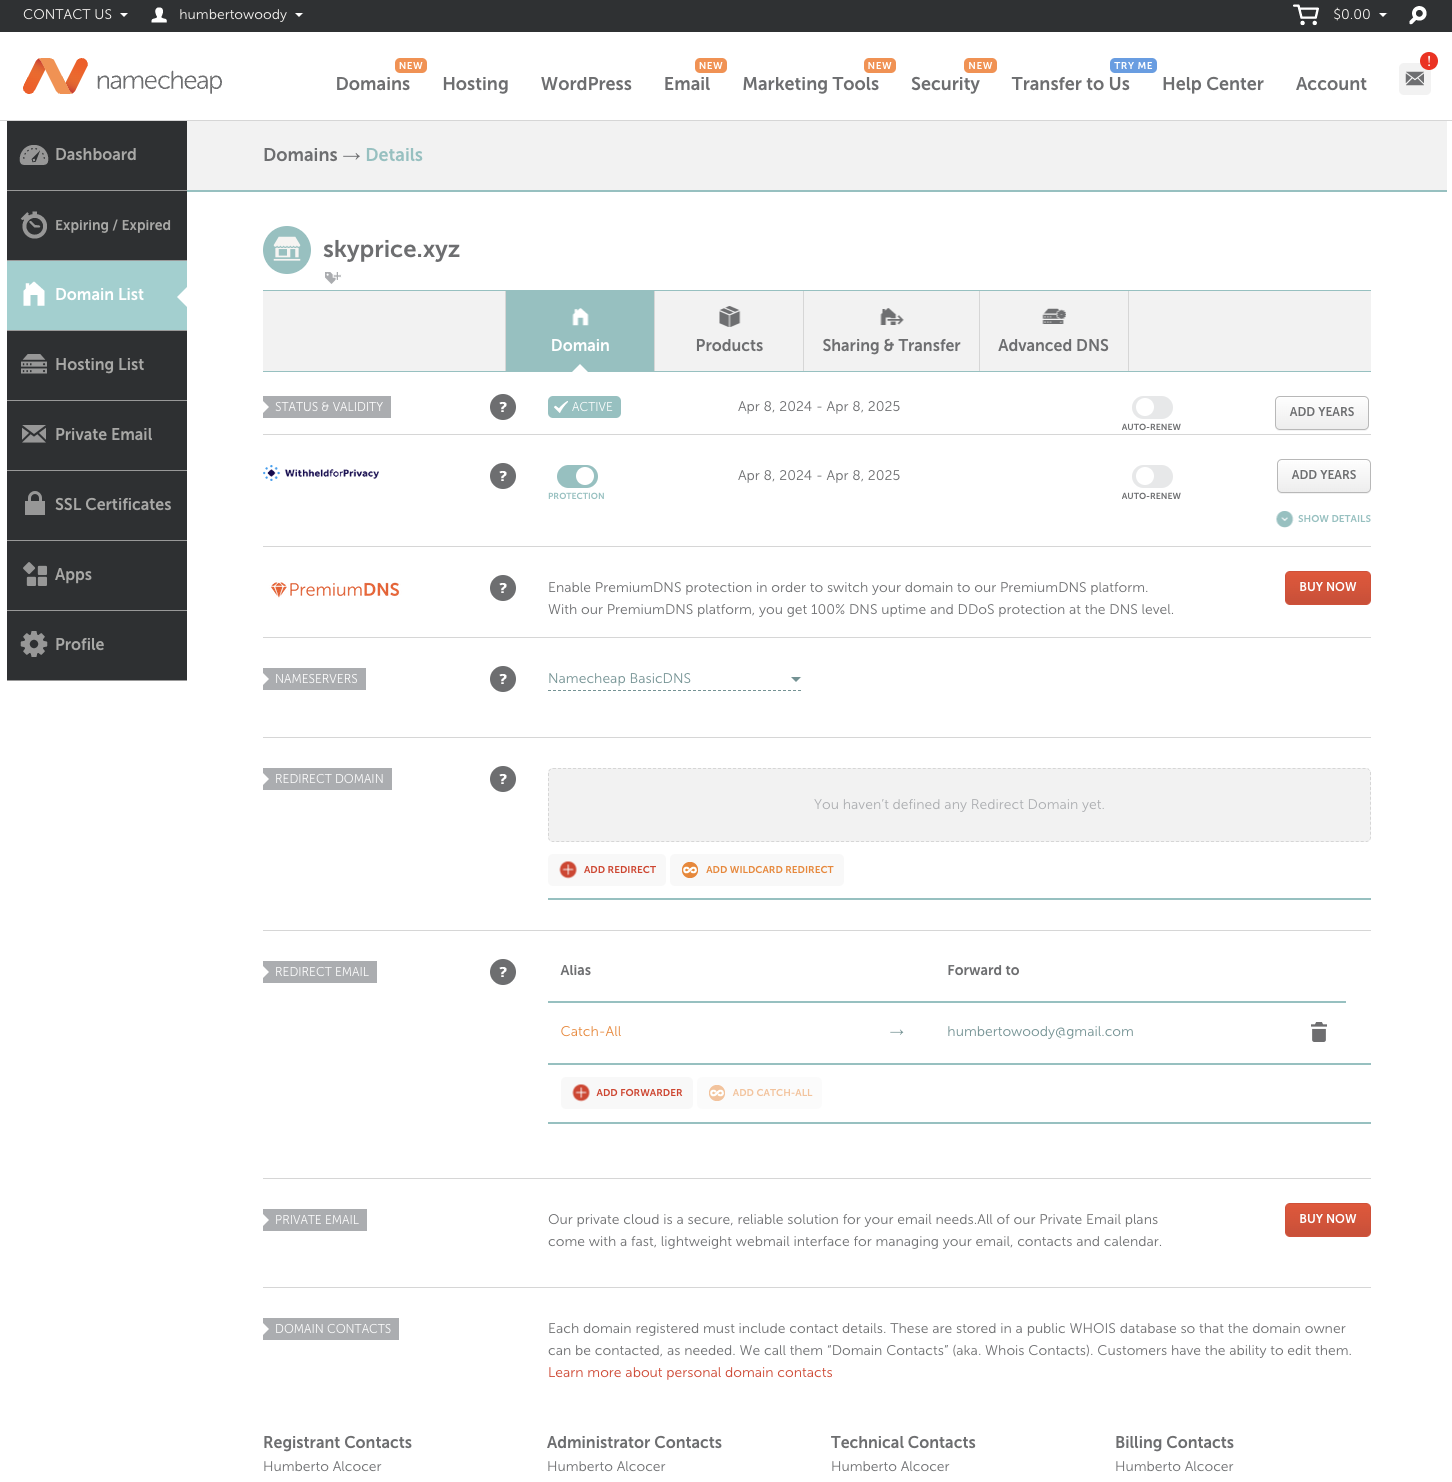 CONTACT US
humbertowoody
$0.00
namecheap
Domains NEW
Hosting
WordPress
Email NEW
Marketing Tools NEW
Security NEW
Transfer to Us TRY ME
Help Center
Account
!
Dashboard
Expiring / Expired
Domain List
Hosting List
Private Email
SSL Certificates
Apps
Profile
Domains → Details
skyprice.xyz
Domain
Products
Sharing & Transfer
Advanced DNS
STATUS & VALIDITY
?
ACTIVE
Apr 8, 2024 - Apr 8, 2025
AUTO-RENEW
ADD YEARS
WithheldforPrivacy
?
PROTECTION
Apr 8, 2024 - Apr 8, 2025
AUTO-RENEW
ADD YEARS
SHOW DETAILS
PremiumDNS
?
Enable PremiumDNS protection in order to switch your domain to our PremiumDNS platform.
With our PremiumDNS platform, you get 100% DNS uptime and DDoS protection at the DNS level.
BUY NOW
NAMESERVERS
?
Namecheap BasicDNS
REDIRECT DOMAIN
?
You haven't defined any Redirect Domain yet.
ADD REDIRECT
ADD WILDCARD REDIRECT
REDIRECT EMAIL
?
Alias
Forward to
Catch-All
→
humbertowoody@gmail.com
ADD FORWARDER
ADD CATCH-ALL
PRIVATE EMAIL
Our private cloud is a secure, reliable solution for your email needs.All of our Private Email plans
come with a fast, lightweight webmail interface for managing your email, contacts and calendar.
BUY NOW
DOMAIN CONTACTS
Each domain registered must include contact details. These are stored in a public WHOIS database so that the domain owner
can be contacted, as needed. We call them “Domain Contacts” (aka. Whois Contacts). Customers have the ability to edit them.
Learn more about personal domain contacts
Registrant Contacts
Humberto Alcocer
Administrator Contacts
Humberto Alcocer
Technical Contacts
Humberto Alcocer
Billing Contacts
Humberto Alcocer